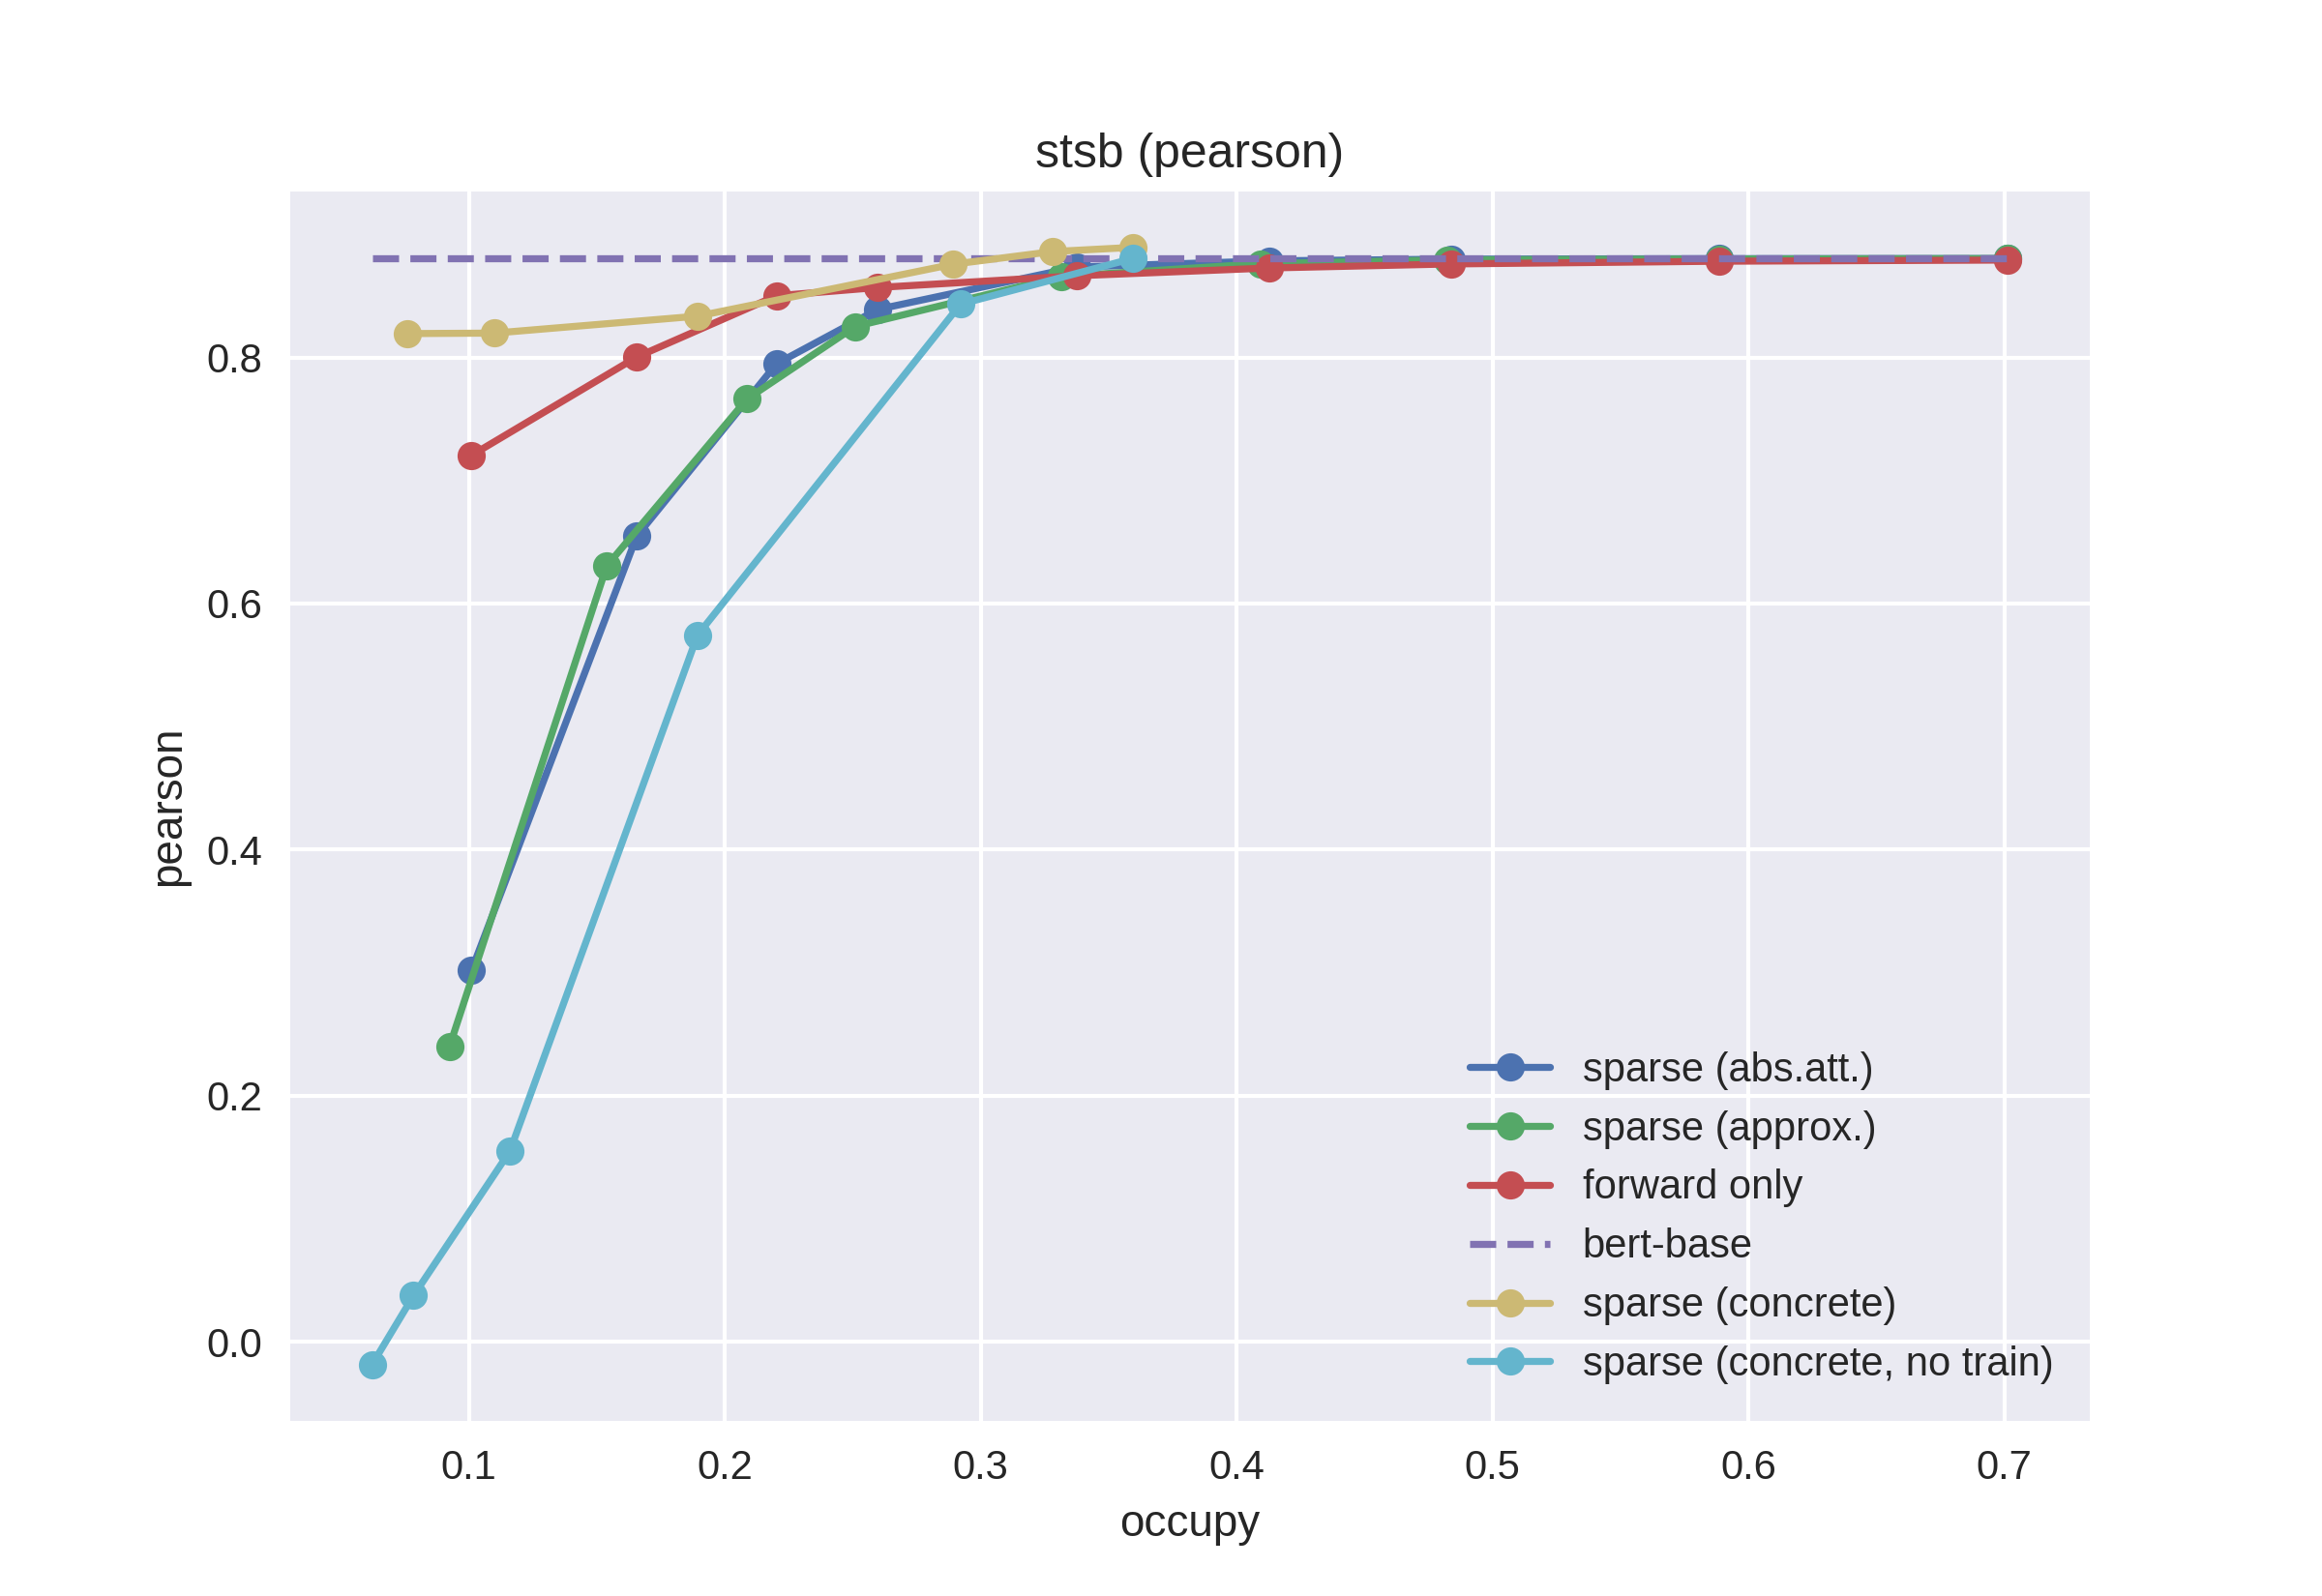 stsb (pearson)
pearson
0.8
0.6
0.4
0.2
0.0
sparse (abs.att.)
sparse (approx.)
forward only
bert-base
sparse (concrete)
sparse (concrete, no train)
0.1 0.2 0.3 0.4 0.5 0.6 0.7
occupy